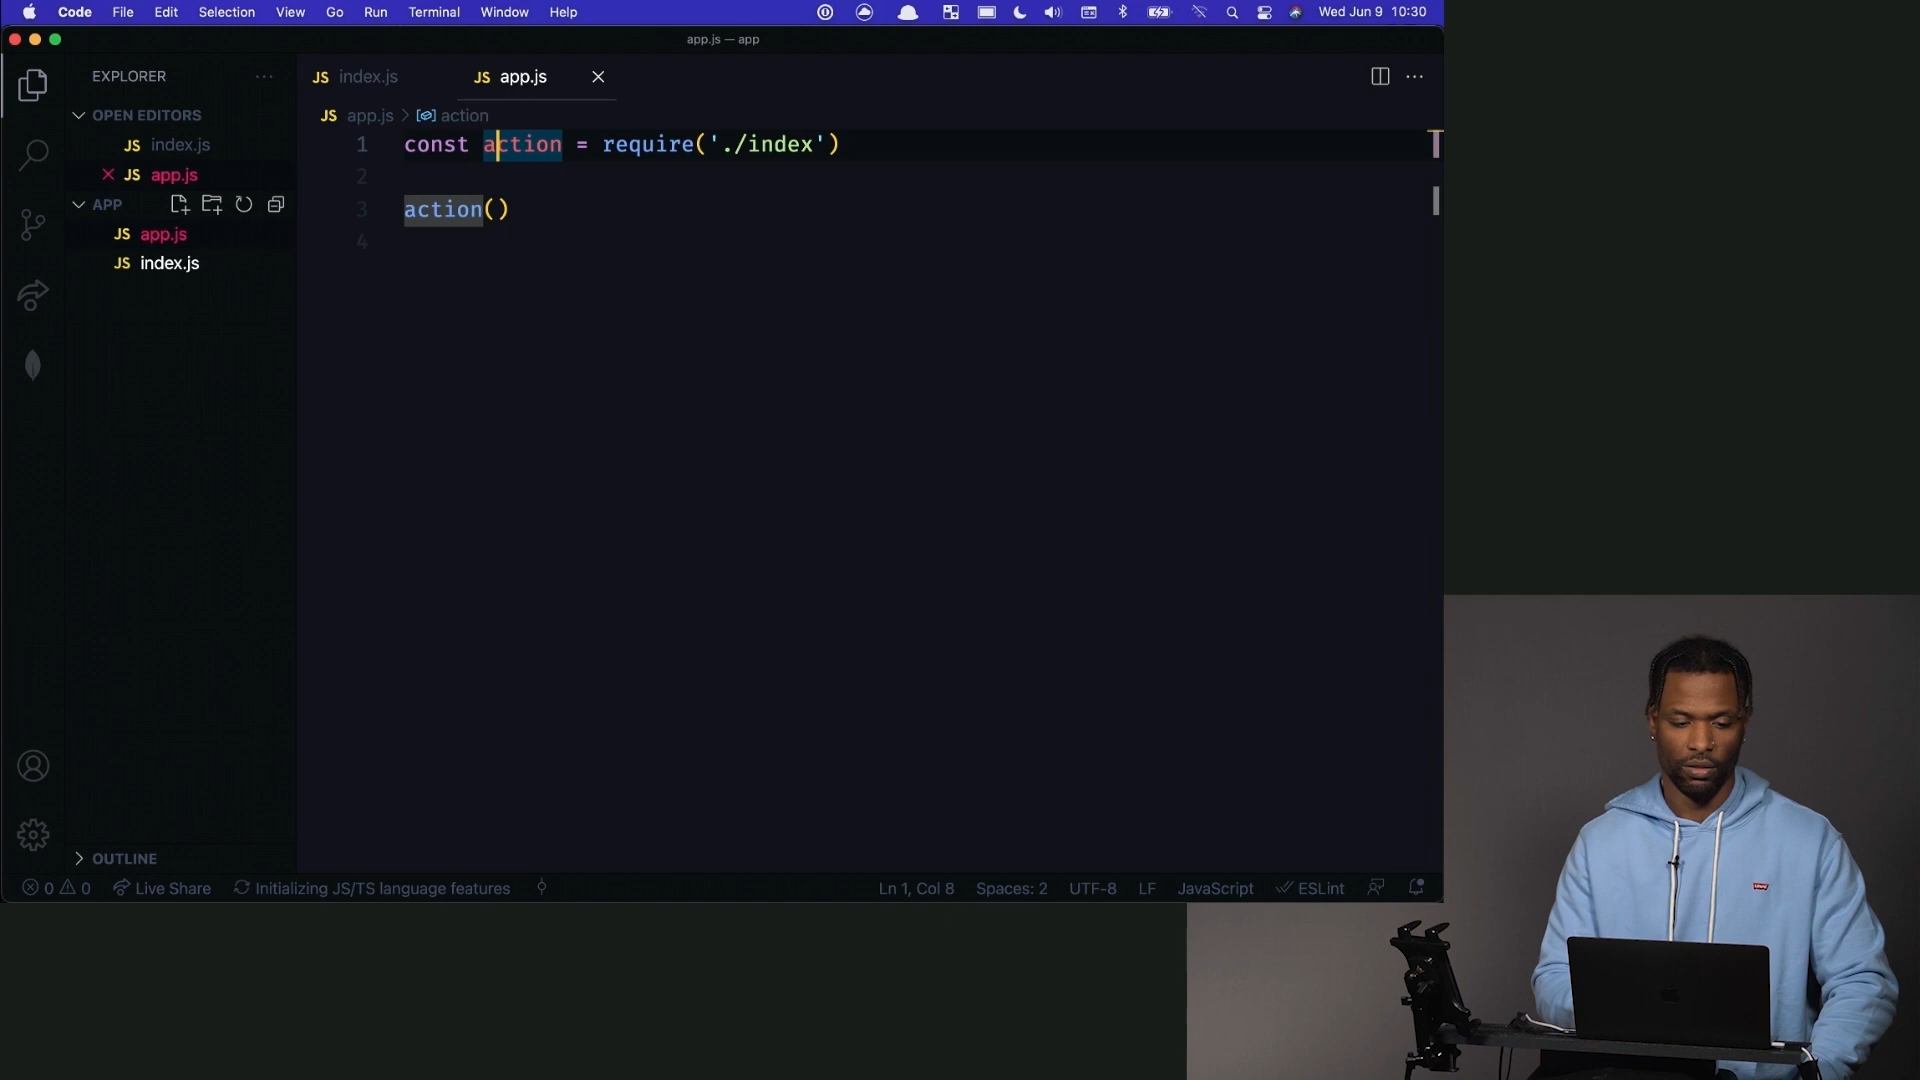 Code File Edit Selection View Go Run Terminal Window Help Wed Jun 9 10:30
app.js — app
EXPLORER
JS index.js
JS app.js
OPEN EDITORS
JS app.js > action
JS index.js
JS app.js
APP
JS app.js
JS index.js
1 const action = require('./index')
2
3 action()
4
OUTLINE
0 0 Live Share Initializing JS/TS language features Ln 1, Col 8 Spaces: 2 UTF-8 LF JavaScript ESLint